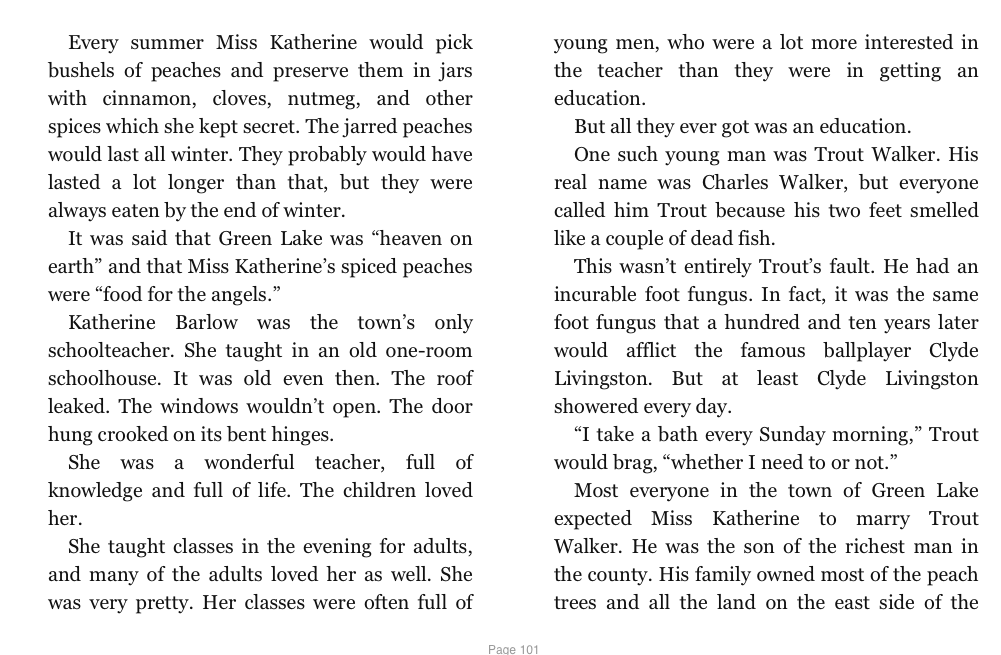 Every summer Miss Katherine would pick
bushels of peaches and preserve them in jars
with cinnamon, cloves, nutmeg, and other
spices which she kept secret. The jarred peaches
would last all winter. They probably would have
lasted a lot longer than that, but they were
always eaten by the end of winter.
It was said that Green Lake was “heaven on
earth” and that Miss Katherine’s spiced peaches
were “food for the angels.”
Katherine Barlow was the town’s only
schoolteacher. She taught in an old one-room
schoolhouse. It was old even then. The roof
leaked. The windows wouldn’t open. The door
hung crooked on its bent hinges.
She was a wonderful teacher, full of
knowledge and full of life. The children loved
her.
She taught classes in the evening for adults,
and many of the adults loved her as well. She
was very pretty. Her classes were often full of
young men, who were a lot more interested in
the teacher than they were in getting an
education.
But all they ever got was an education.
One such young man was Trout Walker. His
real name was Charles Walker, but everyone
called him Trout because his two feet smelled
like a couple of dead fish.
This wasn’t entirely Trout’s fault. He had an
incurable foot fungus. In fact, it was the same
foot fungus that a hundred and ten years later
would afflict the famous ballplayer Clyde
Livingston. But at least Clyde Livingston
showered every day.
“I take a bath every Sunday morning,” Trout
would brag, “whether I need to or not.”
Most everyone in the town of Green Lake
expected Miss Katherine to marry Trout
Walker. He was the son of the richest man in
the county. His family owned most of the peach
trees and all the land on the east side of the
Page 101